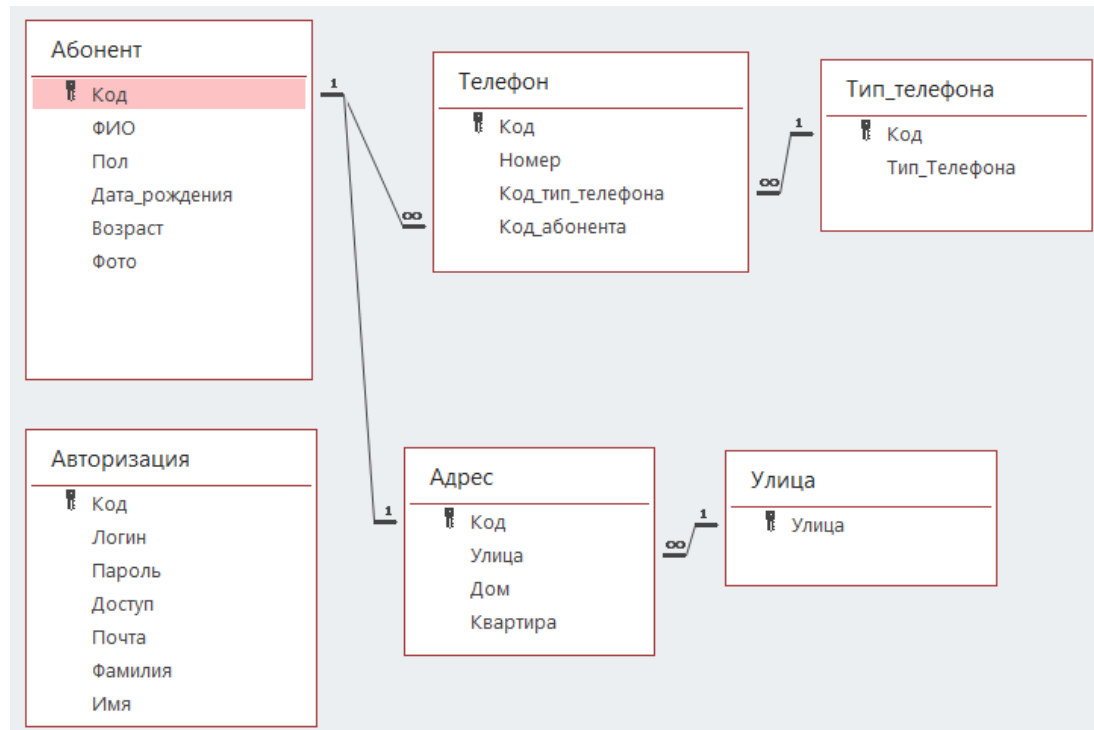 Абонент
Код
ФИО
Пол
Дата_рождения
Возраст
Фото
1
∞
Телефон
Код
Номер
Код_тип_телефона
Код_абонента
∞
1
Тип_телефона
Код
Тип_Телефона
Авторизация
Код
Логин
Пароль
Доступ
Почта
Фамилия
Имя
1
Адрес
Код
Улица
Дом
Квартира
∞
1
Улица
Улица